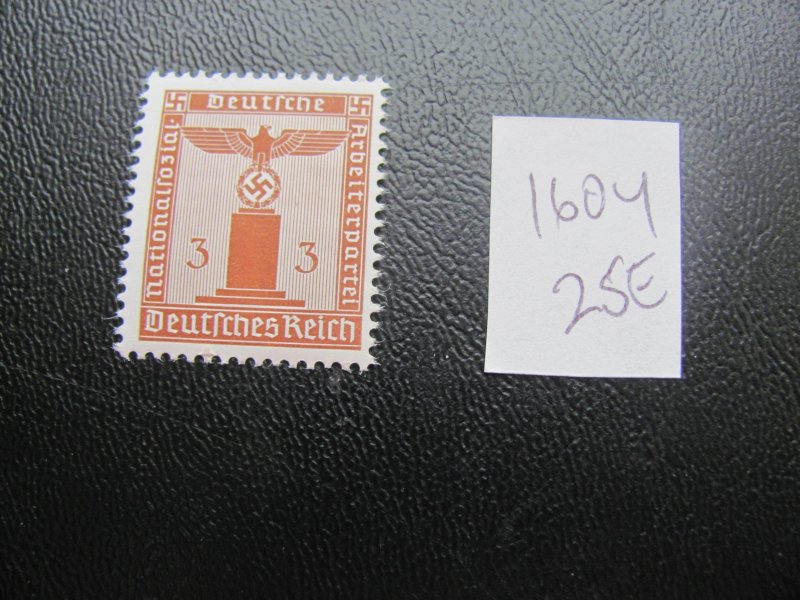 Deutsche
Nationalsozial.
Arbeiterpartei
3 3
Deutsches Reich
1604
25E